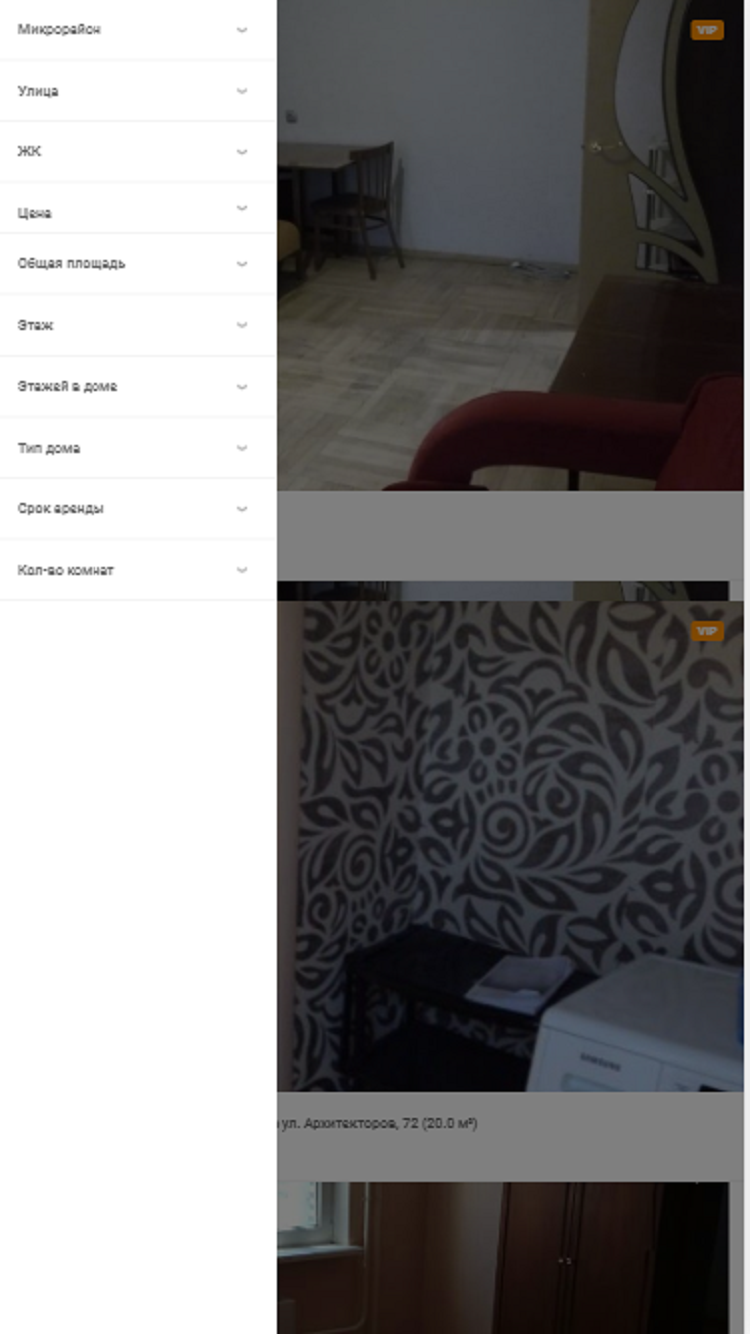 Микрорайон
Улица
ЖК
Цена
Общая площадь
Этаж
Этажей в доме
Тип дома
Срок аренды
Кол-во комнат
VIP
VIP
SAMSUNG
ул. Архитекторов, 72 (20.0 м²)